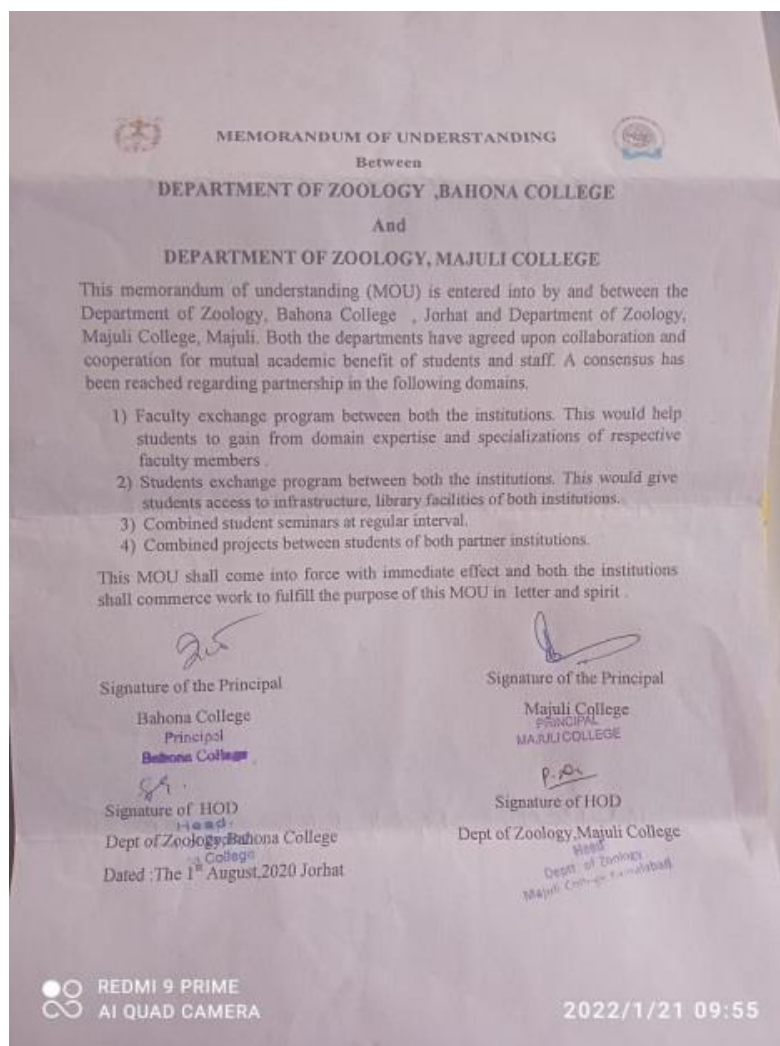 MEMORANDUM OF UNDERSTANDING
Between
DEPARTMENT OF ZOOLOGY ,BAHONA COLLEGE
And
DEPARTMENT OF ZOOLOGY, MAJULI COLLEGE
This memorandum of understanding (MOU) is entered into by and between the
Department of Zoology, Bahona College , Jorhat and Department of Zoology,
Majuli College, Majuli. Both the departments have agreed upon collaboration and
cooperation for mutual academic benefit of students and staff. A consensus has
been reached regarding partnership in the following domains.
1) Faculty exchange program between both the institutions. This would help
students to gain from domain expertise and specializations of respective
faculty members .
2) Students exchange program between both the institutions. This would give
students access to infrastructure, library facilities of both institutions.
3) Combined student seminars at regular interval.
4) Combined projects between students of both partner institutions.
This MOU shall come into force with immediate effect and both the institutions
shall commerce work to fulfill the purpose of this MOU in letter and spirit .
Signature of the Principal
Bahona College
Principal
Bahona College
Signature of HOD
Head
Dept of Zoology,Bahona College
College
Dated :The 1st August,2020 Jorhat
Signature of the Principal
Majuli College
PRINCIPAL
MAJULI COLLEGE
Signature of HOD
Dept of Zoology,Majuli College
Head
Deptt. of Zoology
Majuli College
REDMI 9 PRIME
AI QUAD CAMERA
2022/1/21 09:55